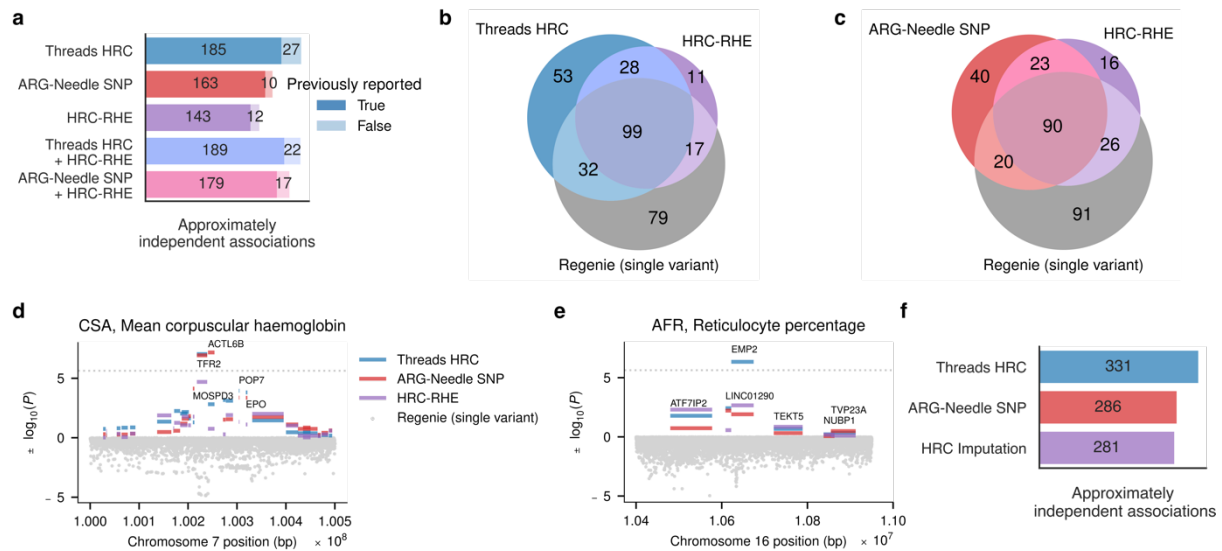 a
Threads HRC
185
27
ARG-Needle SNP
163
10
HRC-RHE
143
12
Threads HRC
+ HRC-RHE
189
22
ARG-Needle SNP
+ HRC-RHE
179
17
Previously reported
True
False
Approximately
independent associations
b
Threads HRC
HRC-RHE
53
28
11
99
32
17
79
Regenie (single variant)
c
ARG-Needle SNP
HRC-RHE
40
23
16
90
20
26
91
Regenie (single variant)
d
CSA, Mean corpuscular haemoglobin
ACTL6B
TFR2
POP7
MOSPD3
EPO
± log10(P)
5
0
− 5
1.000 1.001 1.002 1.003 1.004 1.005
Chromosome 7 position (bp) × 10⁸
Threads HRC
ARG-Needle SNP
HRC-RHE
Regenie (single variant)
e
AFR, Reticulocyte percentage
EMP2
ATF7IP2
LINC01290
TEKT5
TVP23A
NUBP1
± log10(P)
5
0
− 5
1.04 1.06 1.08 1.10
Chromosome 16 position (bp) × 10⁷
f
Threads HRC
331
ARG-Needle SNP
286
HRC Imputation
281
Approximately
independent associations